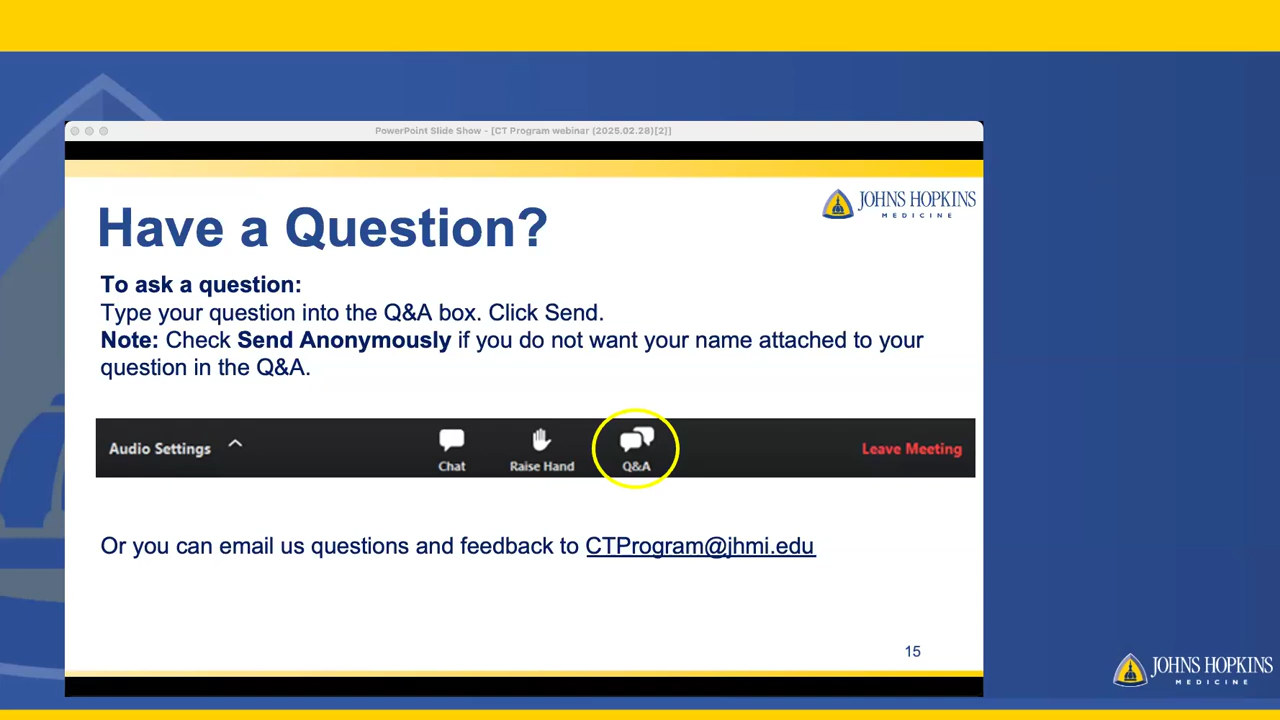 PowerPoint Slide Show - [CT Program webinar (2025.02.28)[2]]
JOHNS HOPKINS
MEDICINE
Have a Question?
To ask a question:
Type your question into the Q&A box. Click Send.
Note: Check Send Anonymously if you do not want your name attached to your
question in the Q&A.
Audio Settings
Chat
Raise Hand
Q&A
Leave Meeting
Or you can email us questions and feedback to CTProgram@jhmi.edu
15
JOHNS HOPKINS
MEDICINE